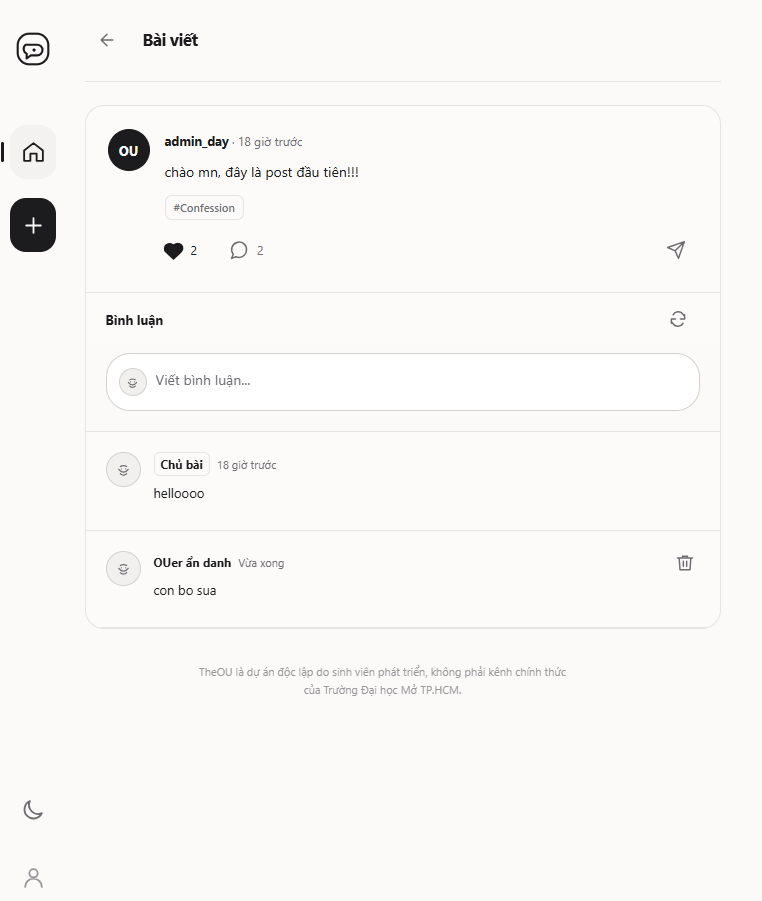 Bài viết
OU
admin_day · 18 giờ trước
chào mn, đây là post đầu tiên!!!
#Confession
2
2
Bình luận
Viết bình luận...
Chủ bài 18 giờ trước
helloooo
OUer ẩn danh Vừa xong
con bo sua
TheOU là dự án độc lập do sinh viên phát triển, không phải kênh chính thức
của Trường Đại học Mở TP.HCM.